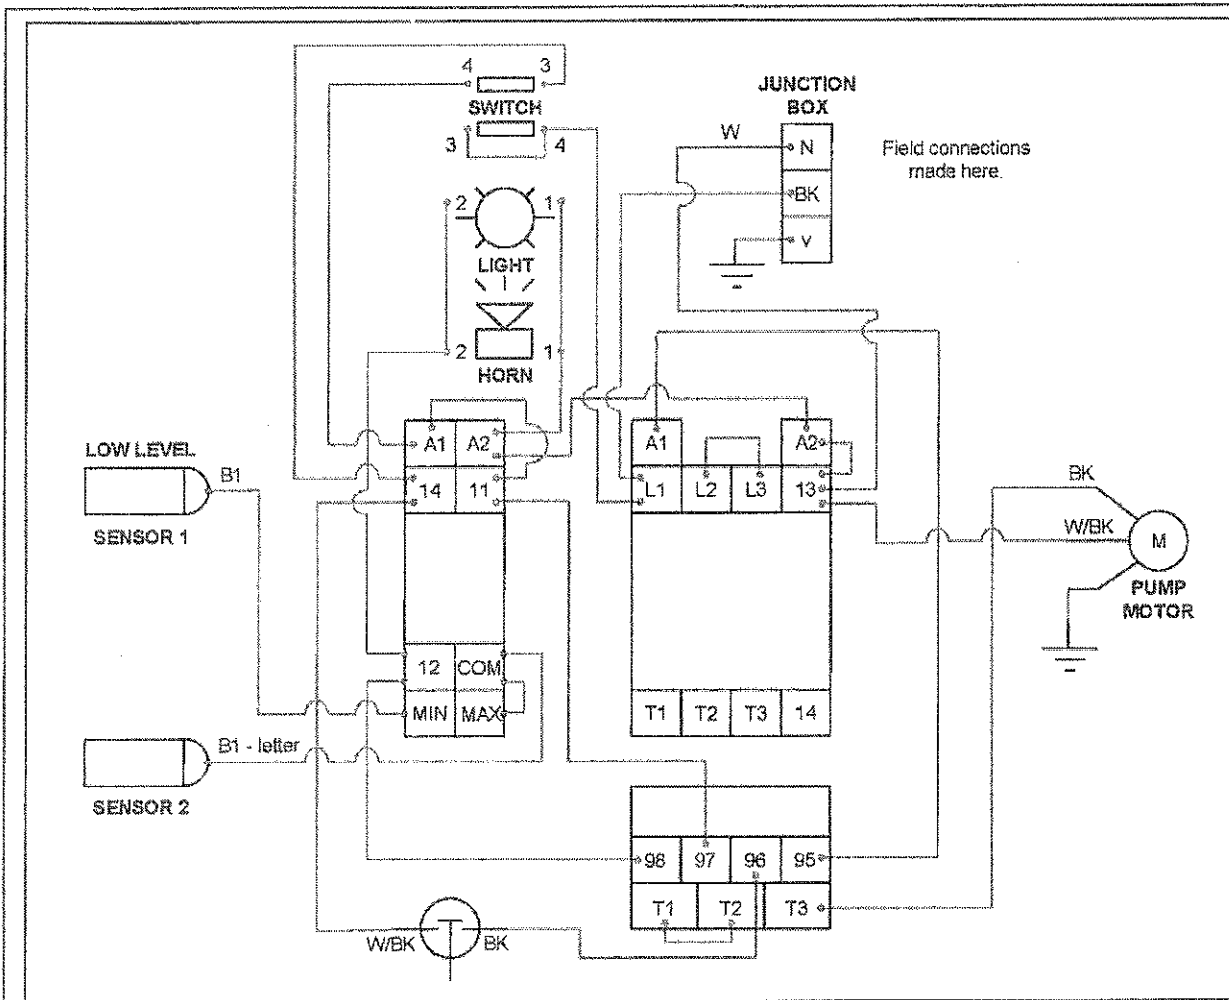 4 3
SWITCH
3 4
JUNCTION
BOX
W
N
BK
V
Field connections
made here.
2 1
LIGHT
2 1
HORN
LOW LEVEL
B1
SENSOR 1
A1 A2
14 11
12 COM
MIN MAX
A1 A2
L1 L2 L3 13
T1 T2 T3 14
BK
W/BK
M
PUMP
MOTOR
B1 - letter
SENSOR 2
98 97 96 95
T1 T2 T3
W/BK BK